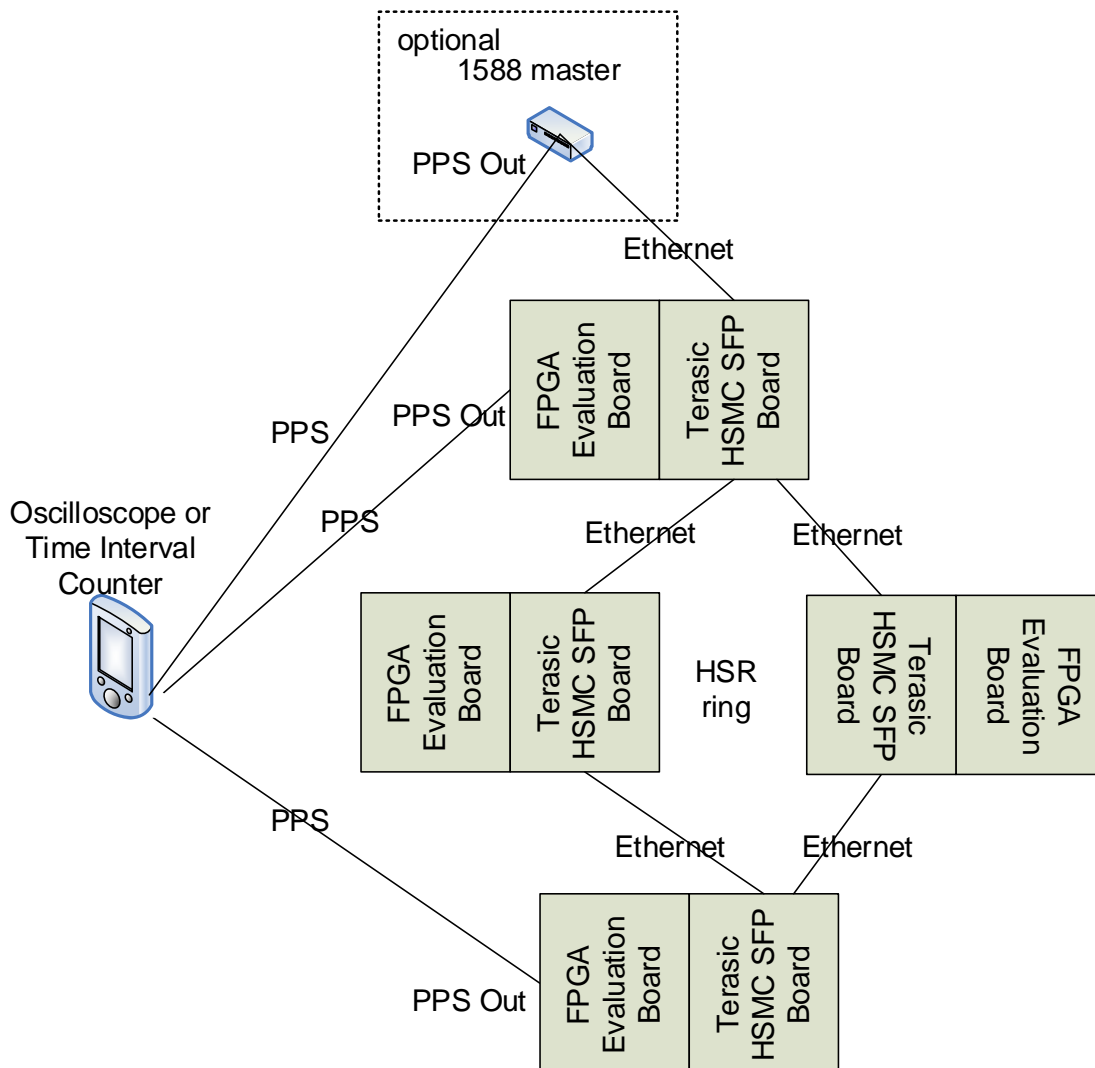 optional
1588 master
PPS Out
Ethernet
FPGA
Evaluation
Board
Terasic
HSMC SFP
Board
PPS
PPS Out
PPS
Oscilloscope or
Time Interval
Counter
Ethernet
Ethernet
FPGA
Evaluation
Board
Terasic
HSMC SFP
Board
HSR
ring
Terasic
HSMC SFP
Board
FPGA
Evaluation
Board
PPS
Ethernet
Ethernet
PPS Out
FPGA
Evaluation
Board
Terasic
HSMC SFP
Board